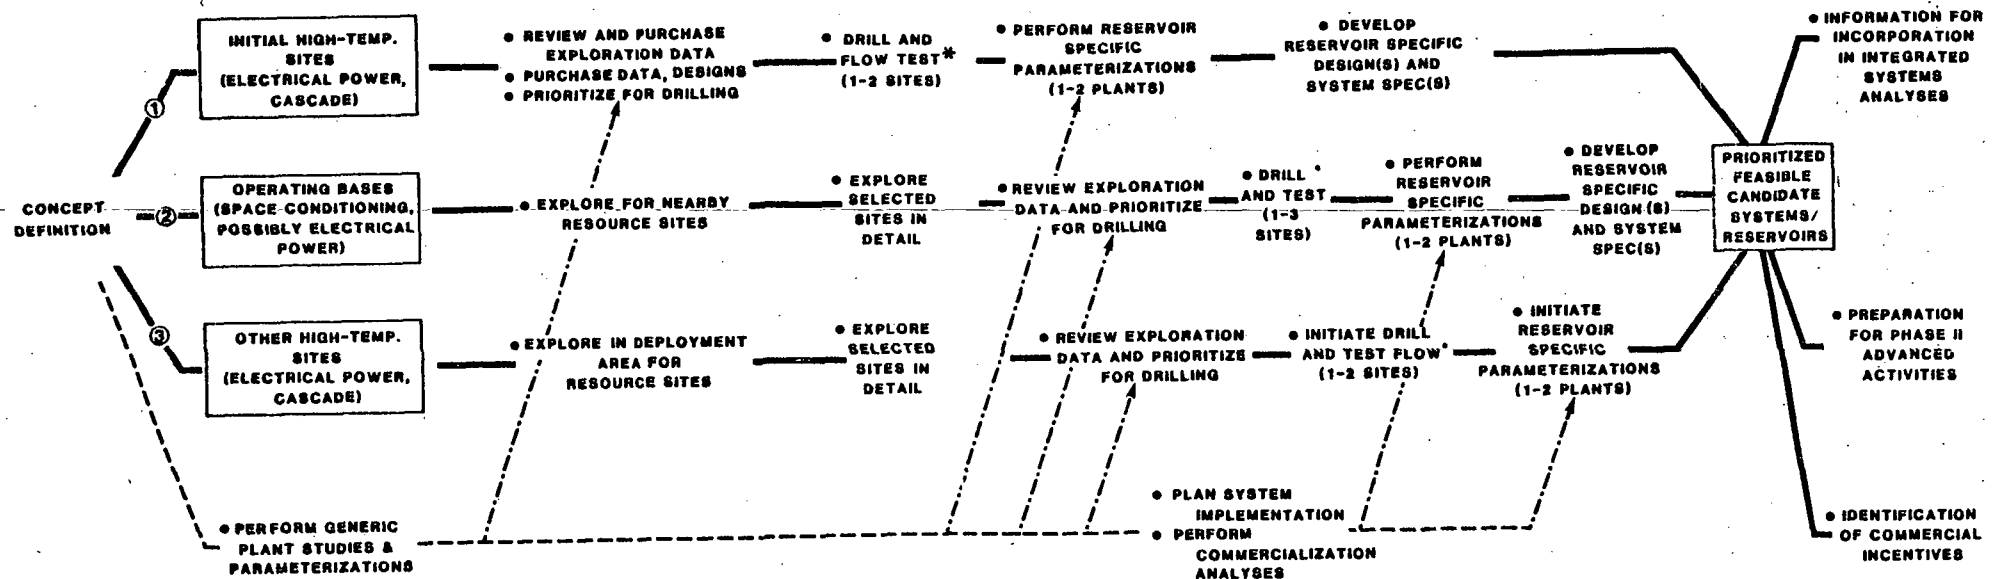 CONCEPT
DEFINITION
①
INITIAL HIGH-TEMP.
SITES
(ELECTRICAL POWER,
CASCADE)
• REVIEW AND PURCHASE
EXPLORATION DATA
• PURCHASE DATA, DESIGNS
• PRIORITIZE FOR DRILLING
• DRILL AND
FLOW TEST*
(1-2 SITES)
• PERFORM RESERVOIR
SPECIFIC
PARAMETERIZATIONS
(1-2 PLANTS)
• DEVELOP
RESERVOIR SPECIFIC
DESIGN(S) AND
SYSTEM SPEC(S)
②
OPERATING BASES
(SPACE CONDITIONING,
POSSIBLY ELECTRICAL
POWER)
• EXPLORE FOR NEARBY
RESOURCE SITES
• EXPLORE
SELECTED
SITES IN
DETAIL
• REVIEW EXPLORATION
DATA AND PRIORITIZE
FOR DRILLING
• DRILL*
AND TEST
(1-3
SITES)
• PERFORM
RESERVOIR
SPECIFIC
PARAMETERIZATIONS
(1-2 PLANTS)
• DEVELOP
RESERVOIR
SPECIFIC
DESIGN(S)
AND SYSTEM
SPEC(S)
③
OTHER HIGH-TEMP.
SITES
(ELECTRICAL POWER,
CASCADE)
• EXPLORE IN DEPLOYMENT
AREA FOR
RESOURCE SITES
• EXPLORE
SELECTED
SITES IN
DETAIL
• REVIEW EXPLORATION
DATA AND PRIORITIZE
FOR DRILLING
• INITIATE DRILL
AND TEST FLOW*
(1-2 SITES)
• INITIATE
RESERVOIR
SPECIFIC
PARAMETERIZATIONS
(1-2 PLANTS)
• PERFORM GENERIC
PLANT STUDIES &
PARAMETERIZATIONS
• PLAN SYSTEM
IMPLEMENTATION
• PERFORM
COMMERCIALIZATION
ANALYSES
PRIORITIZED
FEASIBLE
CANDIDATE
SYSTEMS/
RESERVOIRS
• INFORMATION FOR
INCORPORATION
IN INTEGRATED
SYSTEMS
ANALYSES
• PREPARATION
FOR PHASE II
ADVANCED
ACTIVITIES
• IDENTIFICATION
OF COMMERCIAL
INCENTIVES